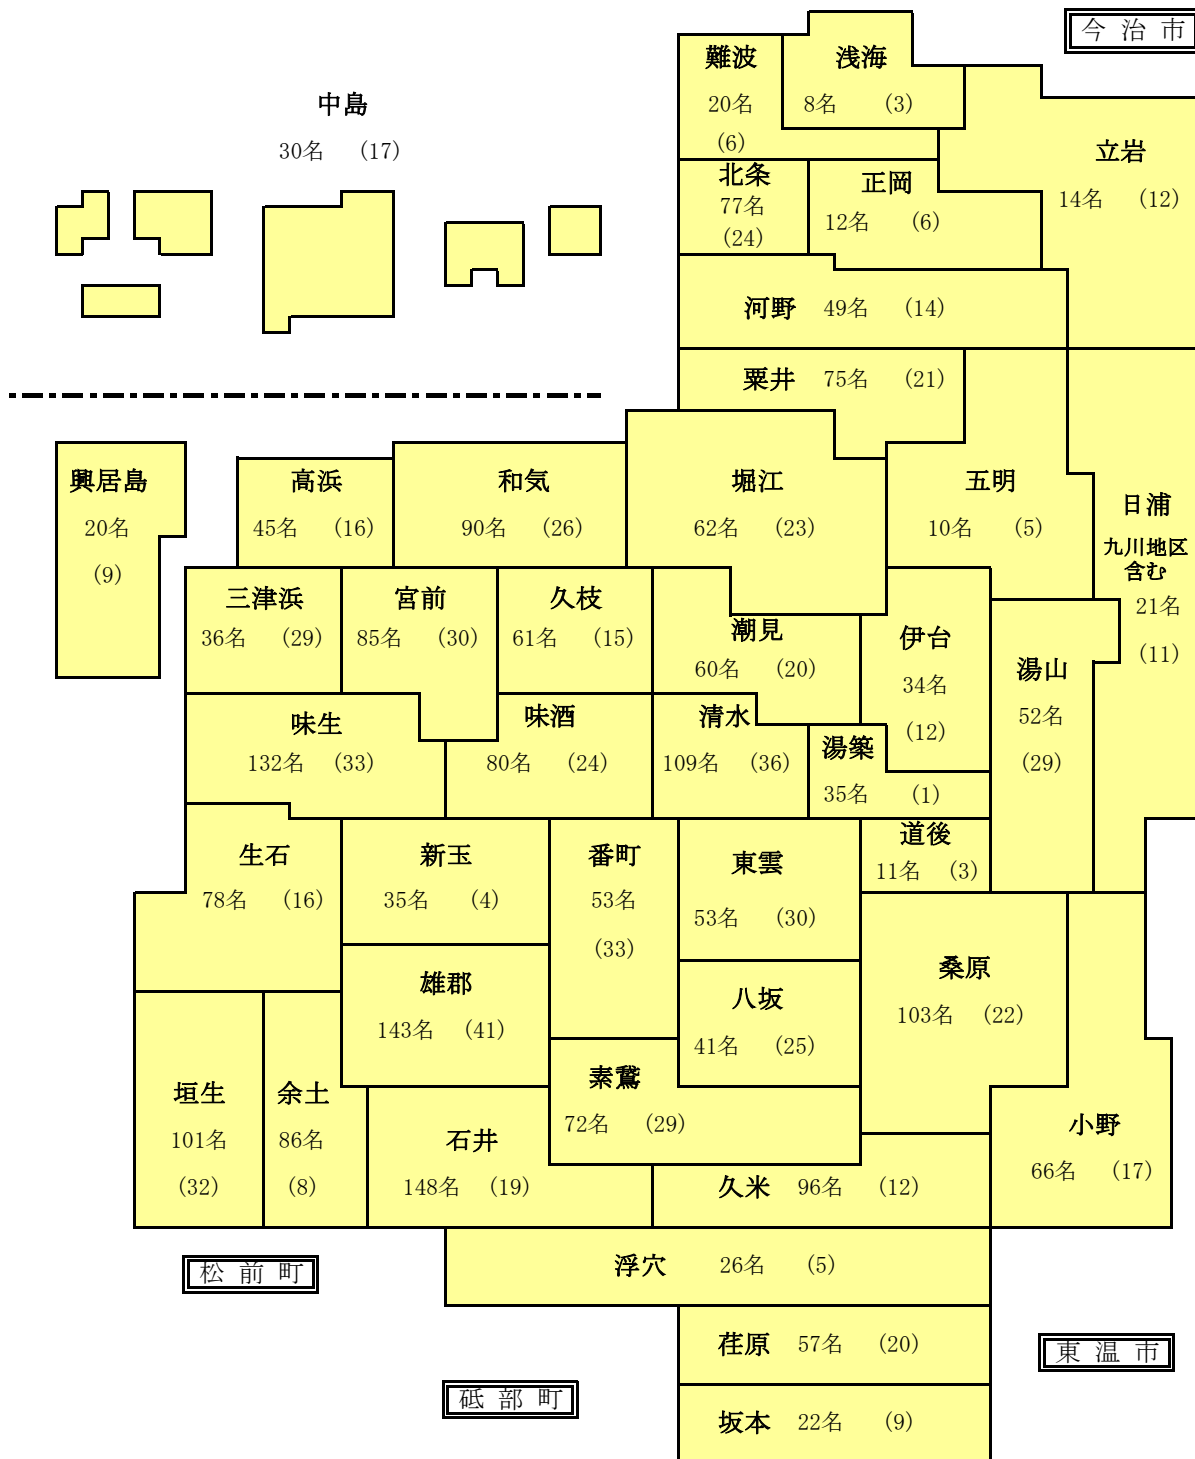 今治市
難波
20名
(6)
浅海
8名 (3)
中島
30名 (17)
立岩
14名 (12)
北条
77名
(24)
正岡
12名 (6)
河野 49名 (14)
粟井 75名 (21)
興居島
20名
(9)
高浜
45名 (16)
和気
90名 (26)
堀江
62名 (23)
五明
10名 (5)
日浦
九川地区
含む
21名
(11)
三津浜
36名 (29)
宮前
85名 (30)
久枝
61名 (15)
潮見
60名 (20)
伊台
34名
(12)
湯山
52名
(29)
味生
132名 (33)
味酒
80名 (24)
清水
109名 (36)
湯築
35名 (1)
道後
11名 (3)
生石
78名 (16)
新玉
35名 (4)
番町
53名
(33)
東雲
53名 (30)
雄郡
143名 (41)
八坂
41名 (25)
桑原
103名 (22)
垣生
101名
(32)
余土
86名
(8)
素鵞
72名 (29)
石井
148名 (19)
小野
66名 (17)
久米 96名 (12)
松前町
浮穴 26名 (5)
荏原 57名 (20)
東温市
砥部町
坂本 22名 (9)